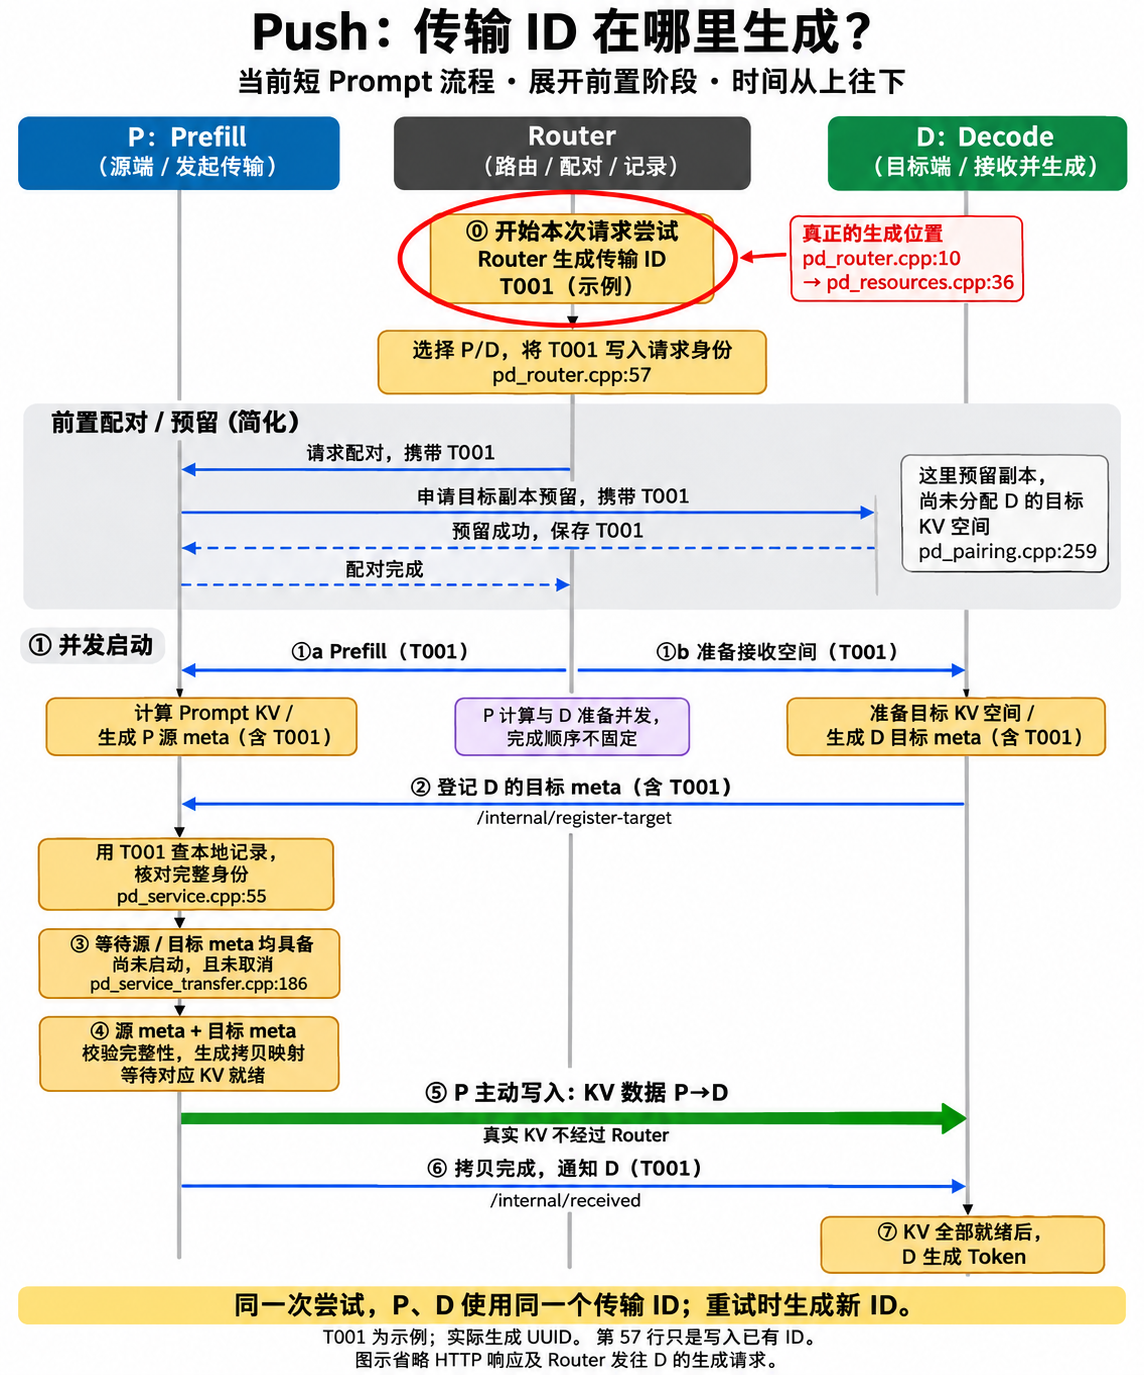 Push：传输 ID 在哪里生成？
当前短 Prompt 流程 · 展开前置阶段 · 时间从上往下
P：Prefill
（源端 / 发起传输）
Router
（路由 / 配对 / 记录）
D：Decode
（目标端 / 接收并生成）
⓪ 开始本次请求尝试
Router 生成传输 ID
T001（示例）
真正的生成位置
pd_router.cpp:10
→ pd_resources.cpp:36
选择 P/D，将 T001 写入请求身份
pd_router.cpp:57
前置配对 / 预留（简化）
请求配对，携带 T001
申请目标副本预留，携带 T001
预留成功，保存 T001
配对完成
这里预留副本，
尚未分配 D 的目标
KV 空间
pd_pairing.cpp:259
① 并发启动
①a Prefill（T001）
①b 准备接收空间（T001）
计算 Prompt KV /
生成 P 源 meta（含 T001）
P 计算与 D 准备并发，
完成顺序不固定
准备目标 KV 空间 /
生成 D 目标 meta（含 T001）
② 登记 D 的目标 meta（含 T001）
/internal/register-target
用 T001 查本地记录，
核对完整身份
pd_service.cpp:55
③ 等待源 / 目标 meta 均具备
尚未启动，且未取消
pd_service_transfer.cpp:186
④ 源 meta + 目标 meta
校验完整性，生成拷贝映射
等待对应 KV 就绪
⑤ P 主动写入：KV 数据 P→D
真实 KV 不经过 Router
⑥ 拷贝完成，通知 D（T001）
/internal/received
⑦ KV 全部就绪后，
D 生成 Token
同一次尝试，P、D 使用同一个传输 ID；重试时生成新 ID。
T001 为示例；实际生成 UUID。 第 57 行只是写入已有 ID。
图示省略 HTTP 响应及 Router 发往 D 的生成请求。